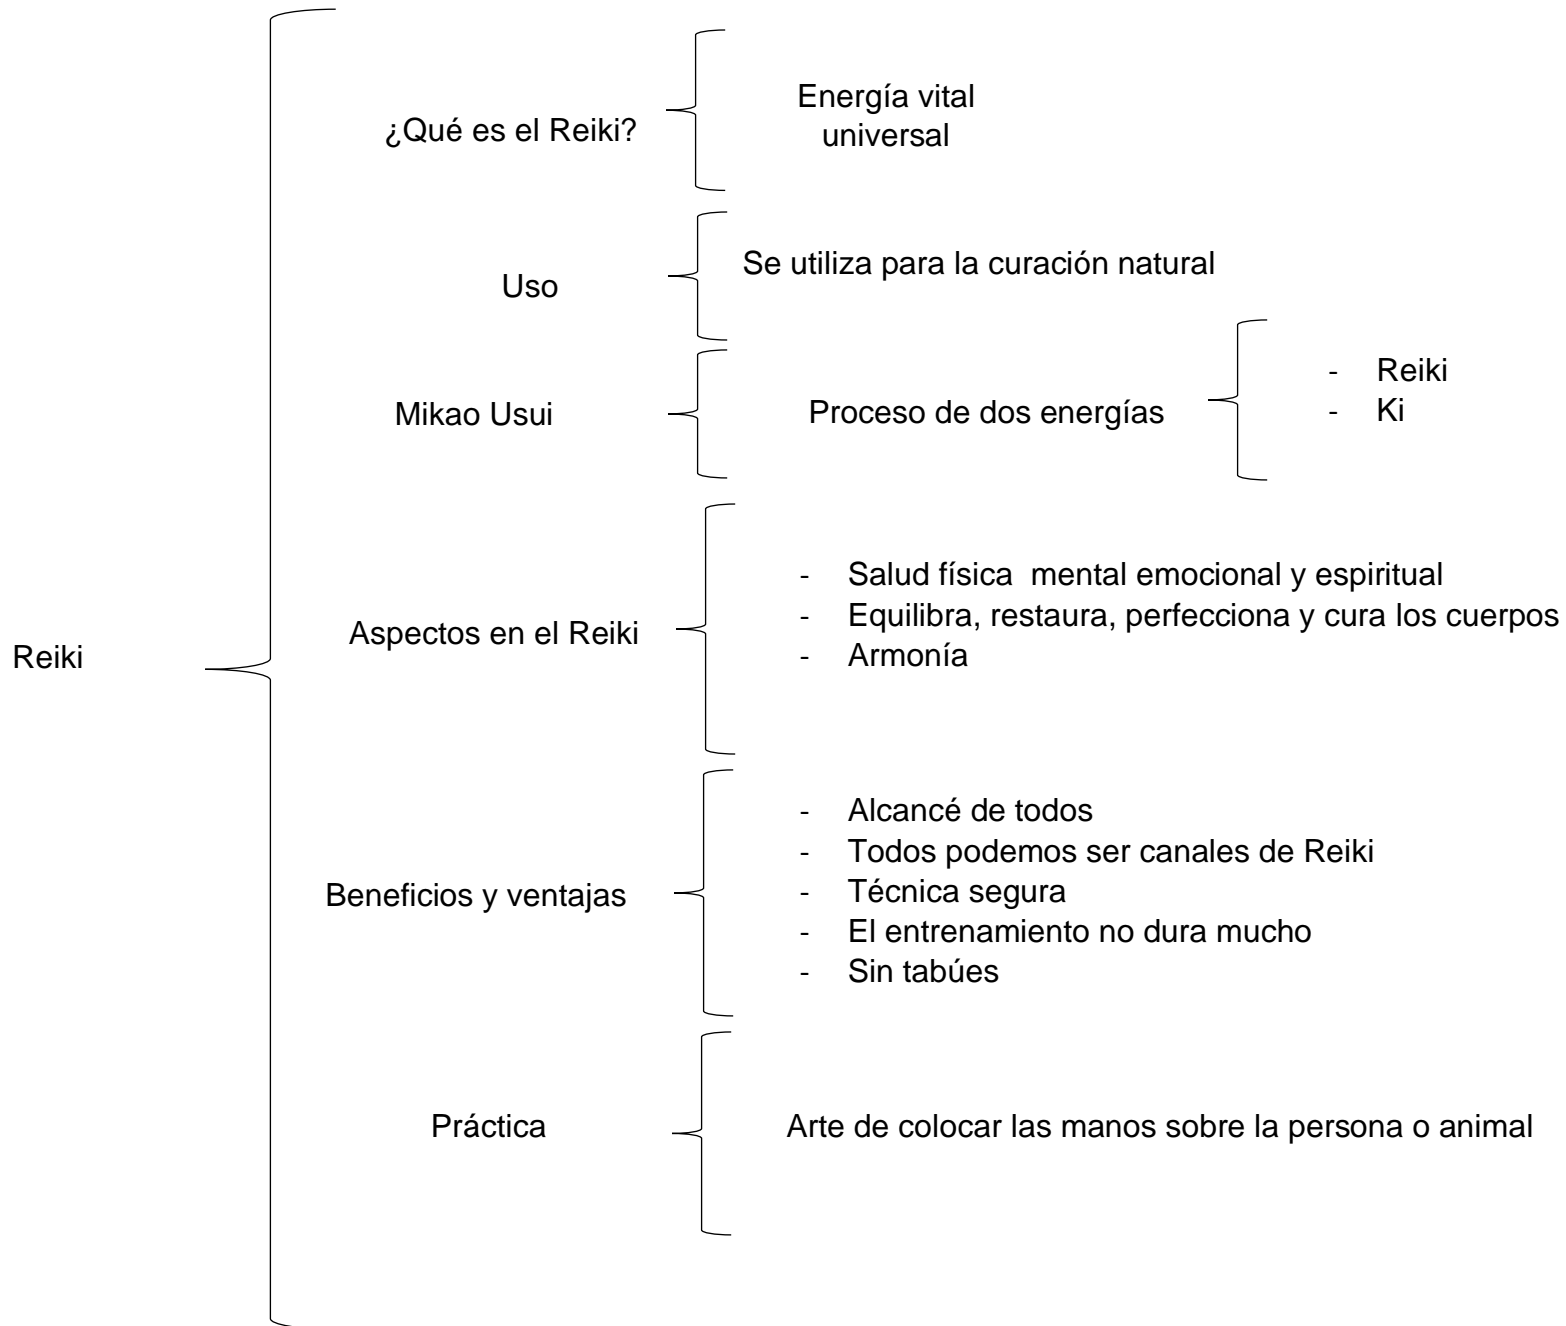 ¿Qué es el Reiki?
Energía vital
universal
Uso
Se utiliza para la curación natural
Mikao Usui
Proceso de dos energías
- Reiki
- Ki
Reiki
Aspectos en el Reiki
- Salud física  mental emocional y espiritual
- Equilibra, restaura, perfecciona y cura los cuerpos
- Armonía
Beneficios y ventajas
- Alcancé de todos
- Todos podemos ser canales de Reiki
- Técnica segura
- El entrenamiento no dura mucho
- Sin tabúes
Práctica
Arte de colocar las manos sobre la persona o animal